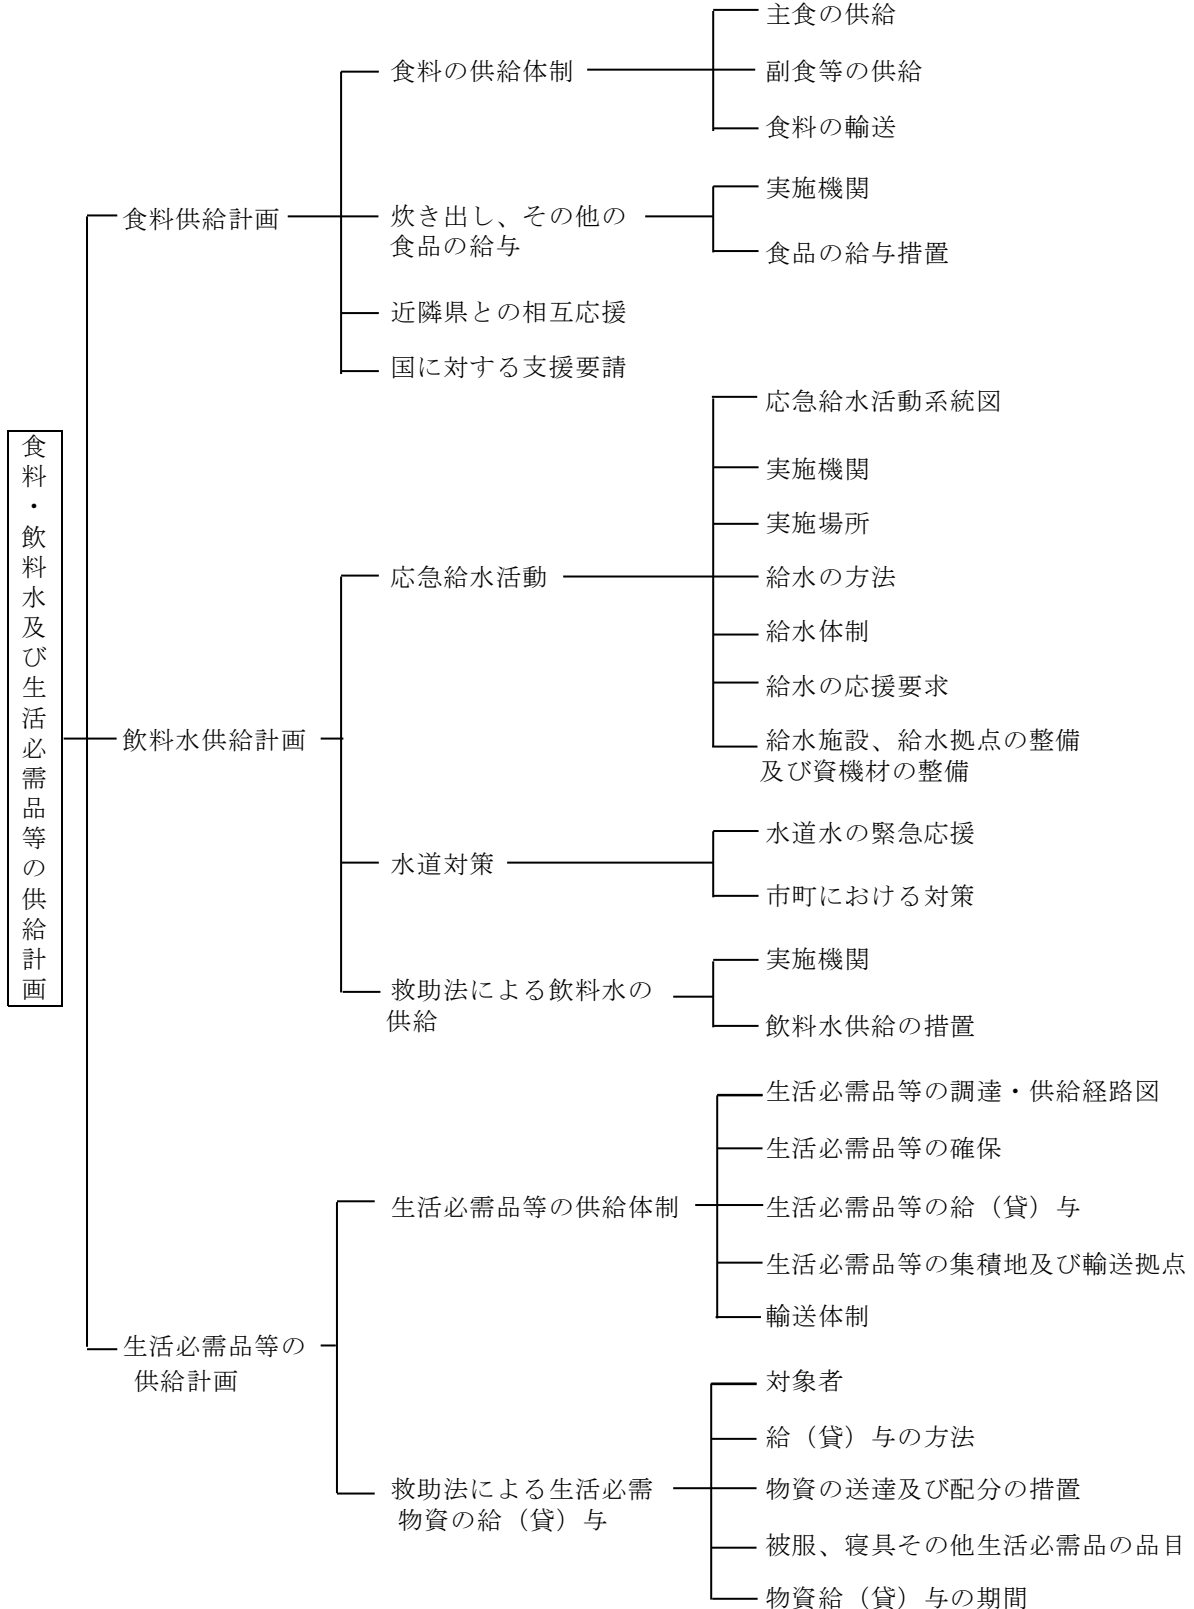 食料・飲料水及び生活必需品等の供給計画
食料供給計画
食料の供給体制
主食の供給
副食等の供給
食料の輸送
炊き出し、その他の
食品の給与
実施機関
食品の給与措置
近隣県との相互応援
国に対する支援要請
飲料水供給計画
応急給水活動
応急給水活動系統図
実施機関
実施場所
給水の方法
給水体制
給水の応援要求
給水施設、給水拠点の整備
及び資機材の整備
水道対策
水道水の緊急応援
市町における対策
救助法による飲料水の
供給
実施機関
飲料水供給の措置
生活必需品等の
供給計画
生活必需品等の供給体制
生活必需品等の調達・供給経路図
生活必需品等の確保
生活必需品等の給（貸）与
生活必需品等の集積地及び輸送拠点
輸送体制
救助法による生活必需
物資の給（貸）与
対象者
給（貸）与の方法
物資の送達及び配分の措置
被服、寝具その他生活必需品の品目
物資給（貸）与の期間